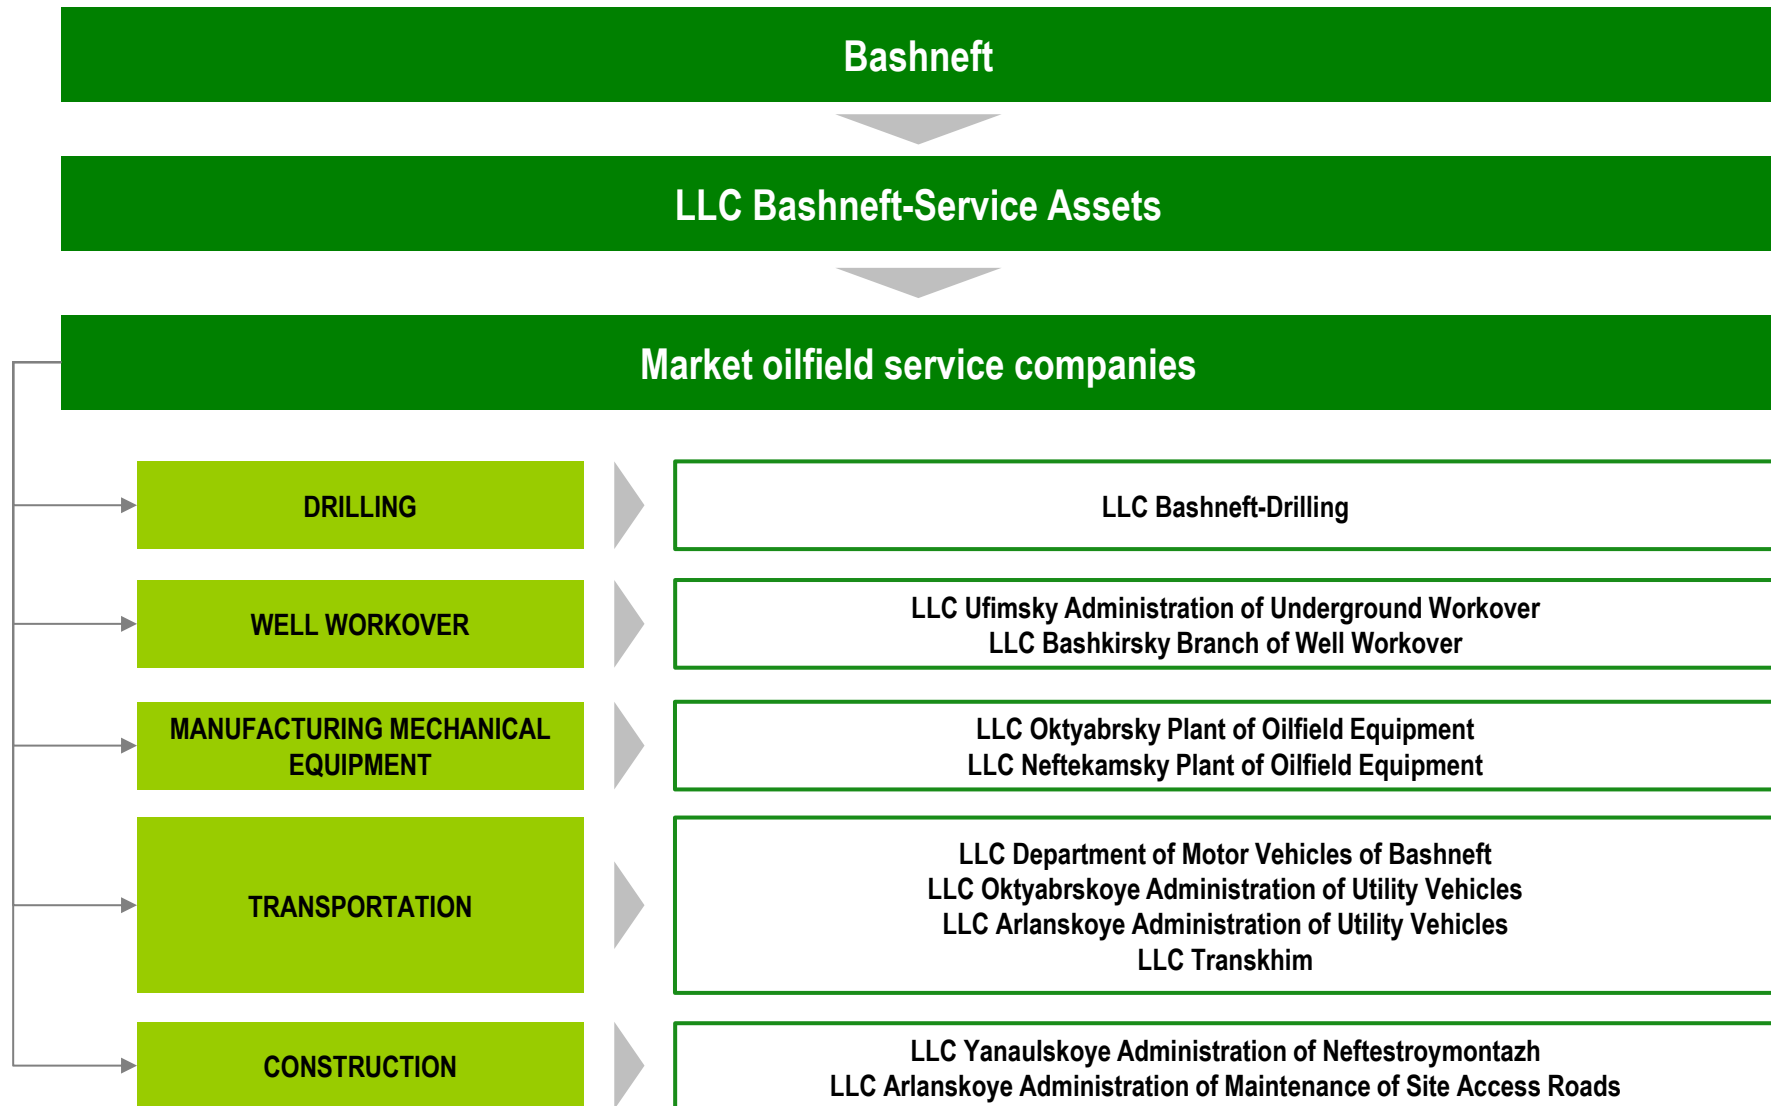 Bashneft
LLC Bashneft-Service Assets
Market oilfield service companies
DRILLING
LLC Bashneft-Drilling
WELL WORKOVER
LLC Ufimsky Administration of Underground Workover
LLC Bashkirsky Branch of Well Workover
MANUFACTURING MECHANICAL
EQUIPMENT
LLC Oktyabrsky Plant of Oilfield Equipment
LLC Neftekamsky Plant of Oilfield Equipment
TRANSPORTATION
LLC Department of Motor Vehicles of Bashneft
LLC Oktyabrskoye Administration of Utility Vehicles
LLC Arlanskoye Administration of Utility Vehicles
LLC Transkhim
CONSTRUCTION
LLC Yanaulskoye Administration of Neftestroymontazh
LLC Arlanskoye Administration of Maintenance of Site Access Roads